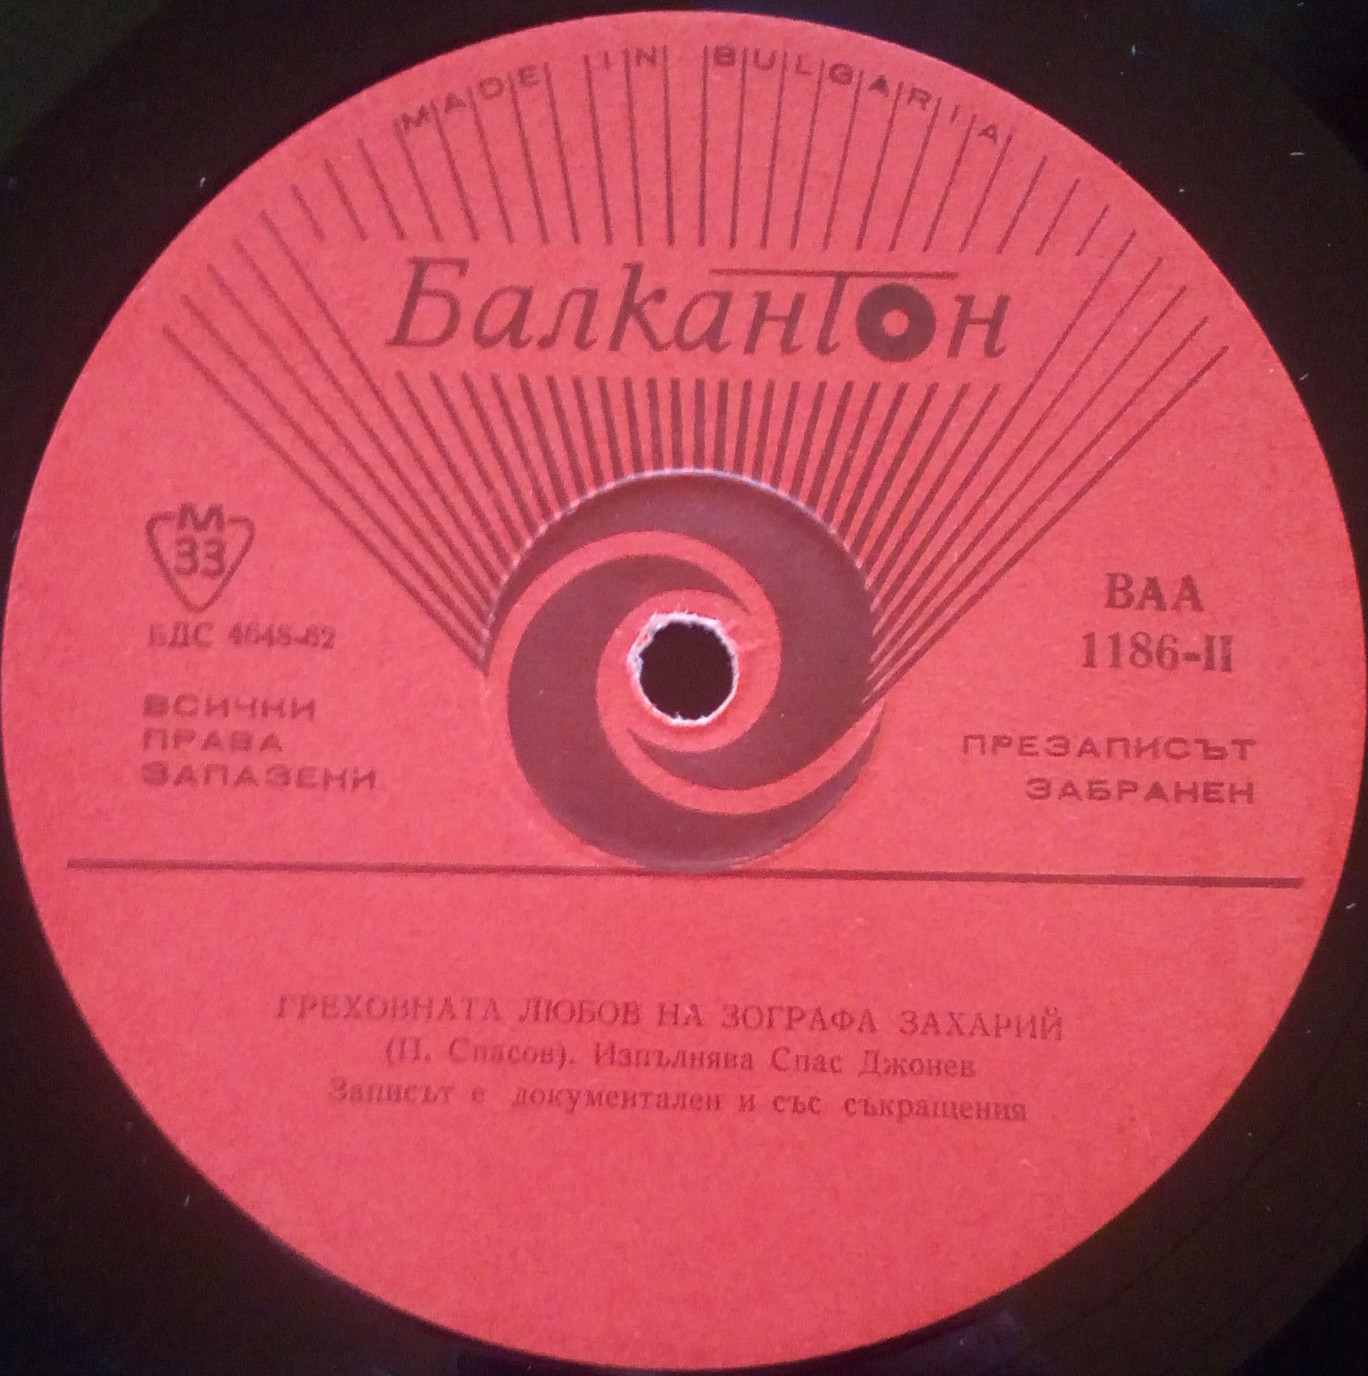 MADE IN BULGARIA
Балкантон
М
33
БДС 4648-62
ВСИЧКИ
ПРАВА
ЗАПАЗЕНИ
ВАА
1186-II
ПРЕЗАПИСЪТ
ЗАБРАНЕН
ГРЕХОВНАТА ЛЮБОВ НА ЗОГРАФА ЗАХАРИЙ
(П. Спасов). Изпълнява Спас Джонев
Записът е документален и със съкращения